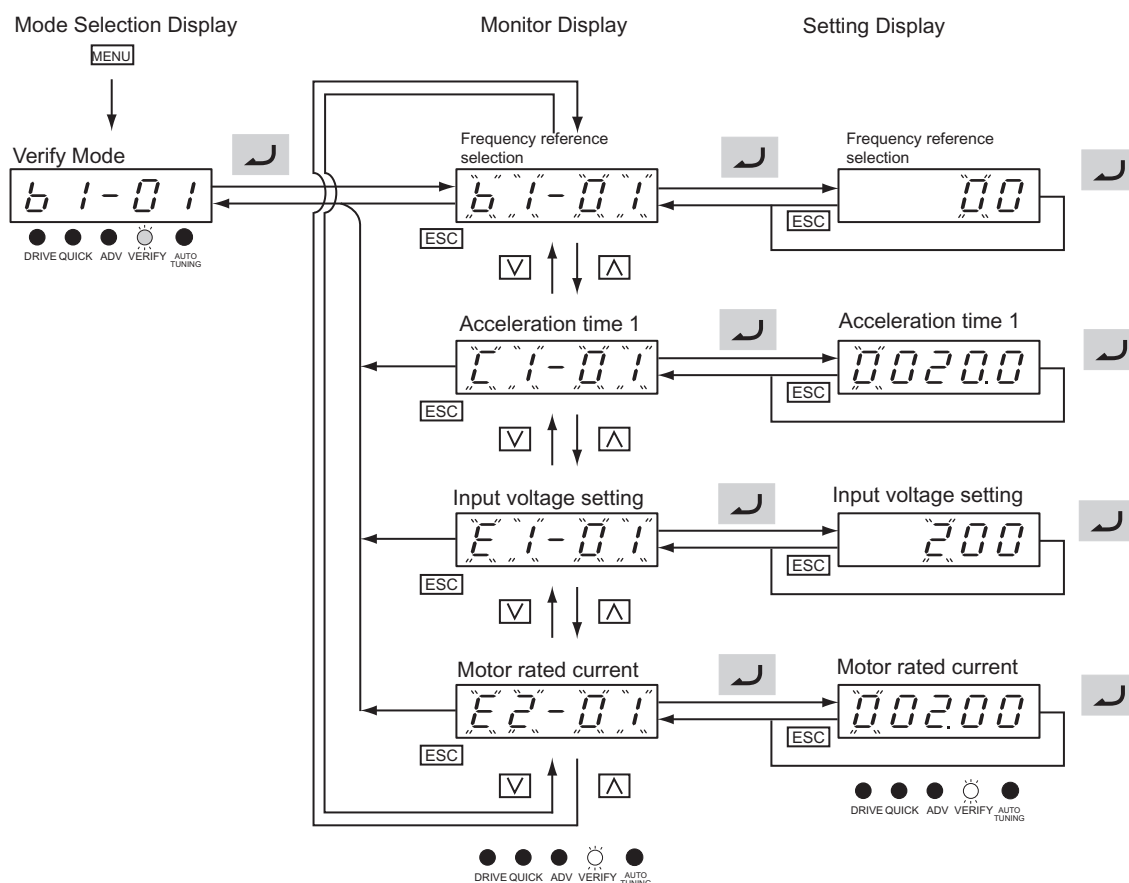 Mode Selection Display
Monitor Display
Setting Display
MENU
Verify Mode
b1-01
DRIVE QUICK ADV VERIFY AUTO TUNING
Frequency reference
selection
b1-01
ESC
Frequency reference
selection
00
ESC
Acceleration time 1
C1-01
ESC
Acceleration time 1
0020.0
ESC
Input voltage setting
E1-01
ESC
Input voltage setting
200
ESC
Motor rated current
E2-01
ESC
Motor rated current
002.00
ESC
DRIVE QUICK ADV VERIFY AUTO TUNING
DRIVE QUICK ADV VERIFY AUTO TUNING